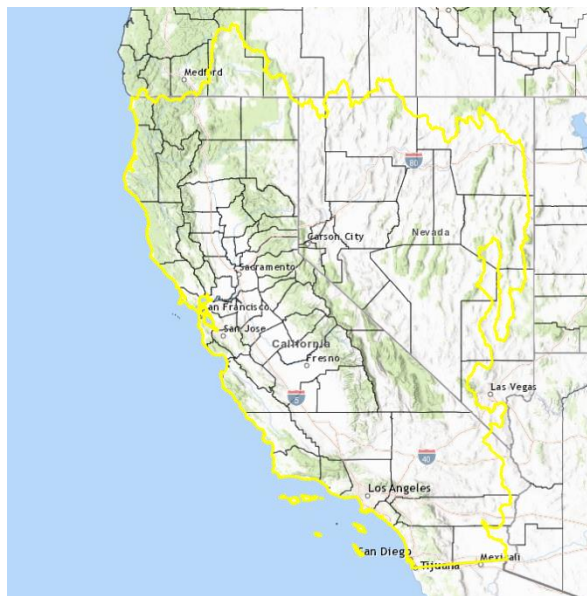 Medford
80
Carson City
Nevada
Sacramento
San Francisco
San Jose
California
Fresno
Las Vegas
5
40
Los Angeles
San Diego
Tijuana
Mexicali